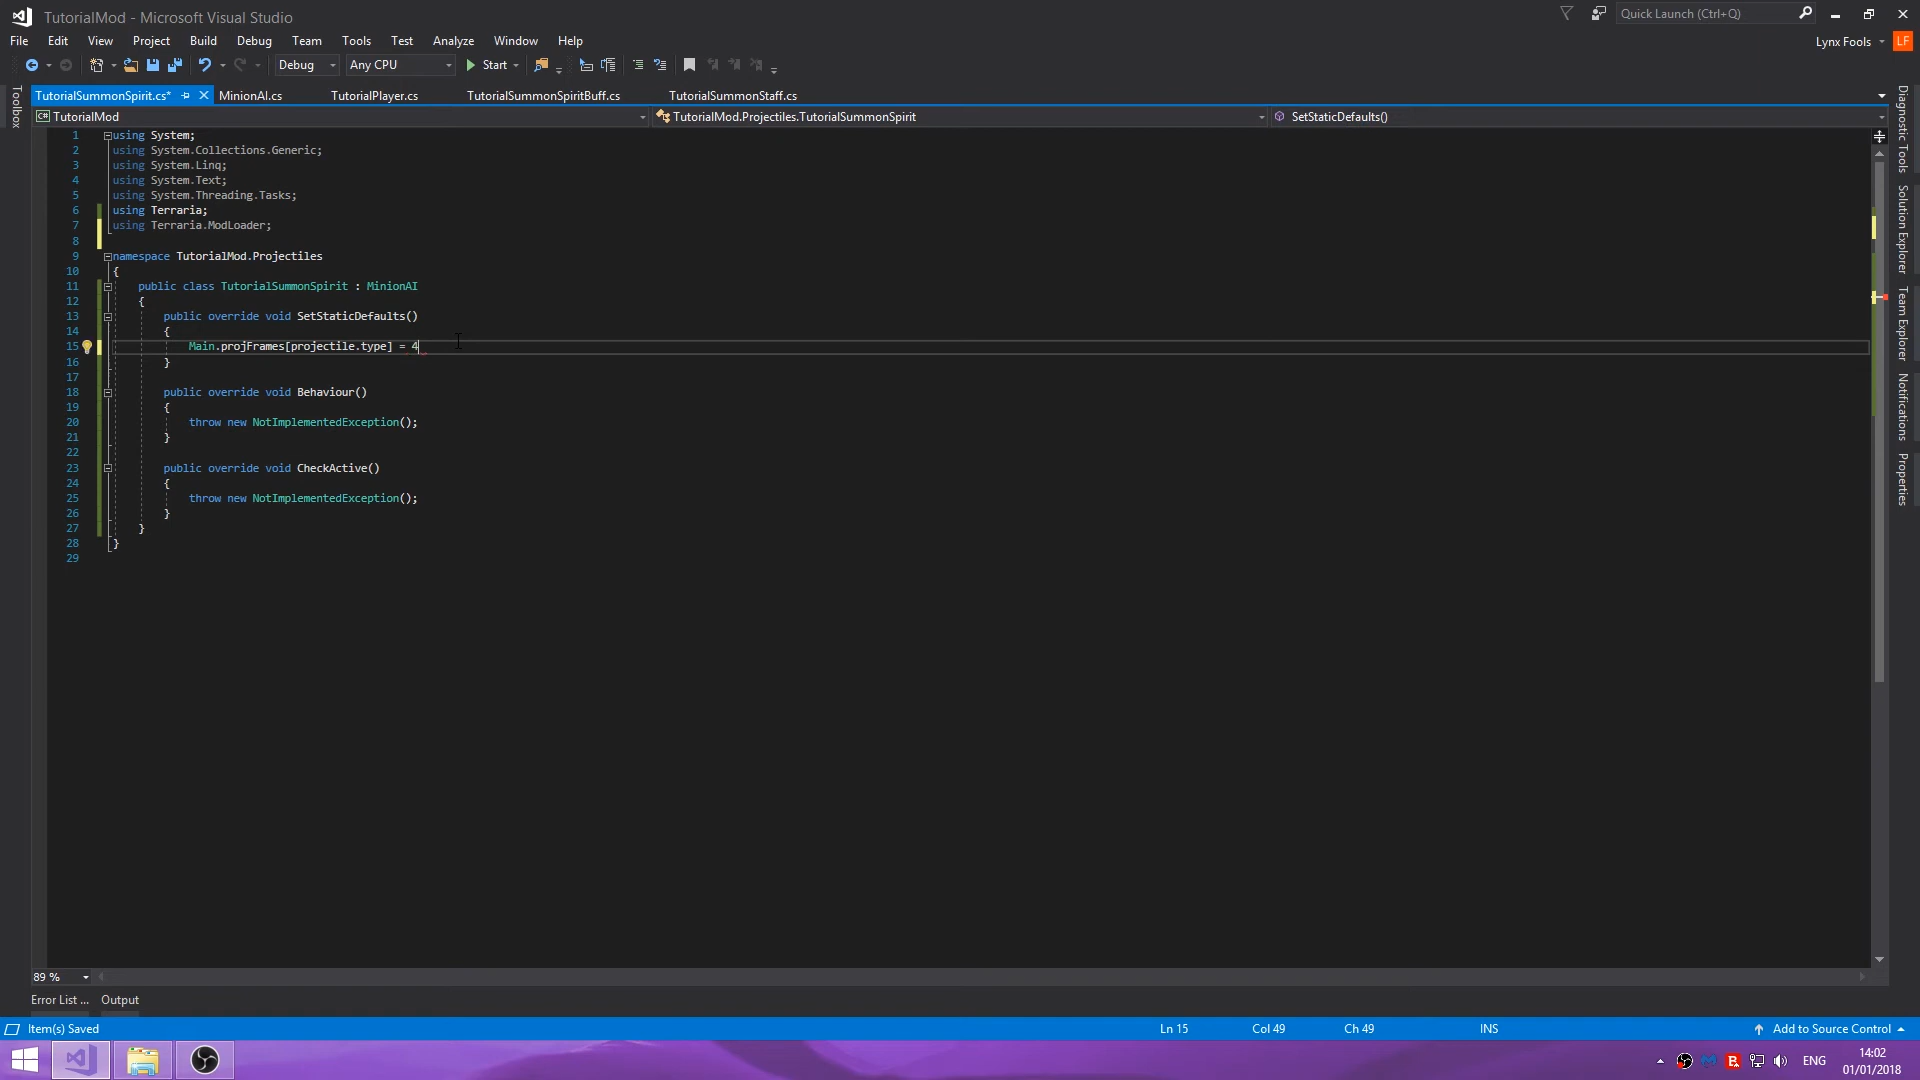 TutorialMod - Microsoft Visual Studio
Quick Launch (Ctrl+Q)
File Edit View Project Build Debug Team Tools Test Analyze Window Help
Lynx Fools LF
Debug Any CPU Start
TutorialSummonSpirit.cs* MinionAI.cs TutorialPlayer.cs TutorialSummonSpiritBuff.cs TutorialSummonStaff.cs
C# TutorialMod TutorialMod.Projectiles.TutorialSummonSpirit SetStaticDefaults()
Toolbox
Diagnostic Tools
Solution Explorer
Team Explorer
Notifications
Properties
1 using System;
2 using System.Collections.Generic;
3 using System.Linq;
4 using System.Text;
5 using System.Threading.Tasks;
6 using Terraria;
7 using Terraria.ModLoader;
8
9 namespace TutorialMod.Projectiles
10 {
11 public class TutorialSummonSpirit : MinionAI
12 {
13 public override void SetStaticDefaults()
14 {
15 Main.projFrames[projectile.type] = 4
16 }
17
18 public override void Behaviour()
19 {
20 throw new NotImplementedException();
21 }
22
23 public override void CheckActive()
24 {
25 throw new NotImplementedException();
26 }
27 }
28 }
29
89 %
Error List ... Output
Item(s) Saved Ln 15 Col 49 Ch 49 INS Add to Source Control
ENG
14:02
01/01/2018